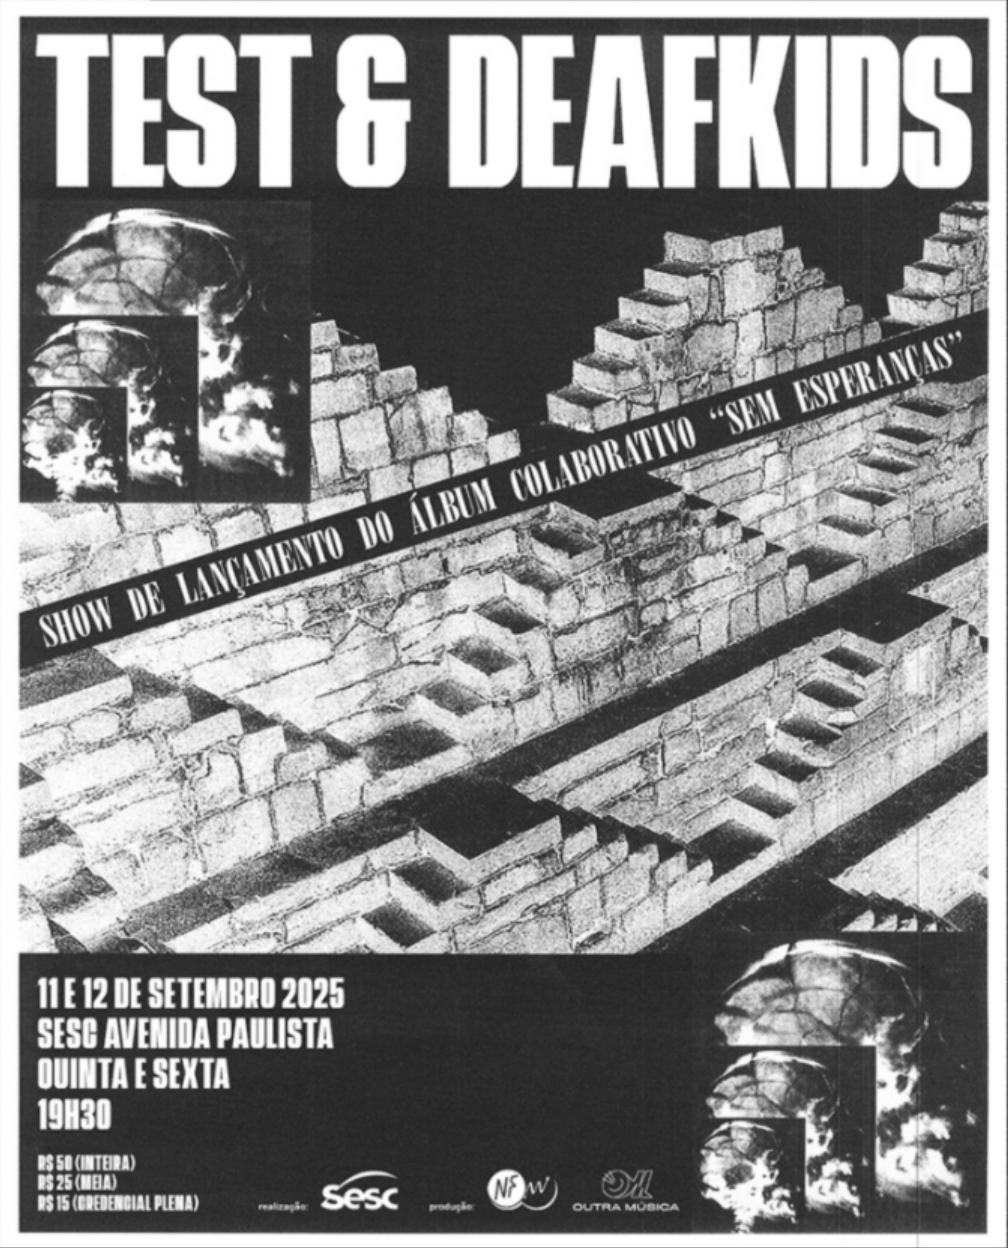 TEST & DEAFKIDS
SHOW DE LANÇAMENTO DO ÁLBUM COLABORATIVO “SEM ESPERANÇAS”
11 E 12 DE SETEMBRO 2025
SESC AVENIDA PAULISTA
QUINTA E SEXTA
19H30
R$ 50 (INTEIRA)
R$ 25 (MEIA)
R$ 15 (CREDENCIAL PLENA)
realização: Sesc produção: NF
OUTRA MÚSICA